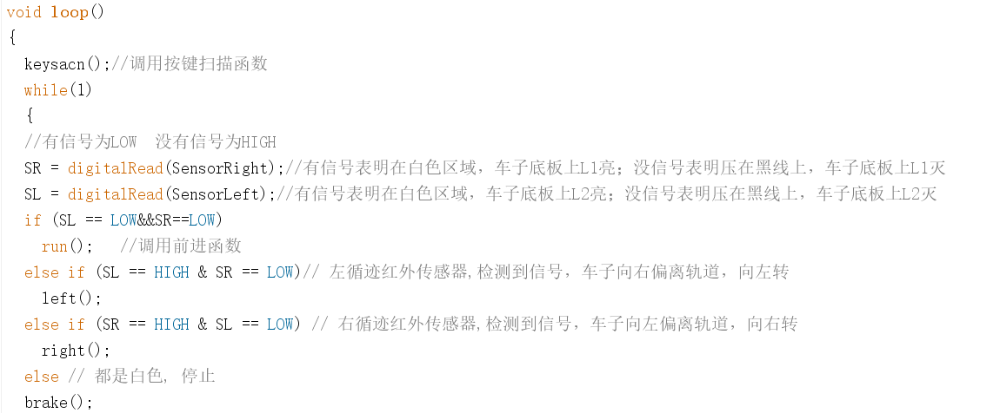 void loop()
{
keysacn();//调用按键扫描函数
while(1)
{
//有信号为LOW  没有信号为HIGH
SR = digitalRead(SensorRight);//有信号表明在白色区域，车子底板上L1亮；没信号表明压在黑线上，车子底板上L1灭
SL = digitalRead(SensorLeft);//有信号表明在白色区域，车子底板上L2亮；没信号表明压在黑线上，车子底板上L2灭
if (SL == LOW&&SR==LOW)
run();   //调用前进函数
else if (SL == HIGH & SR == LOW)// 左循迹红外传感器,检测到信号，车子向右偏离轨道，向左转
left();
else if (SR == HIGH & SL == LOW) // 右循迹红外传感器,检测到信号，车子向左偏离轨道，向右转
right();
else // 都是白色, 停止
brake();